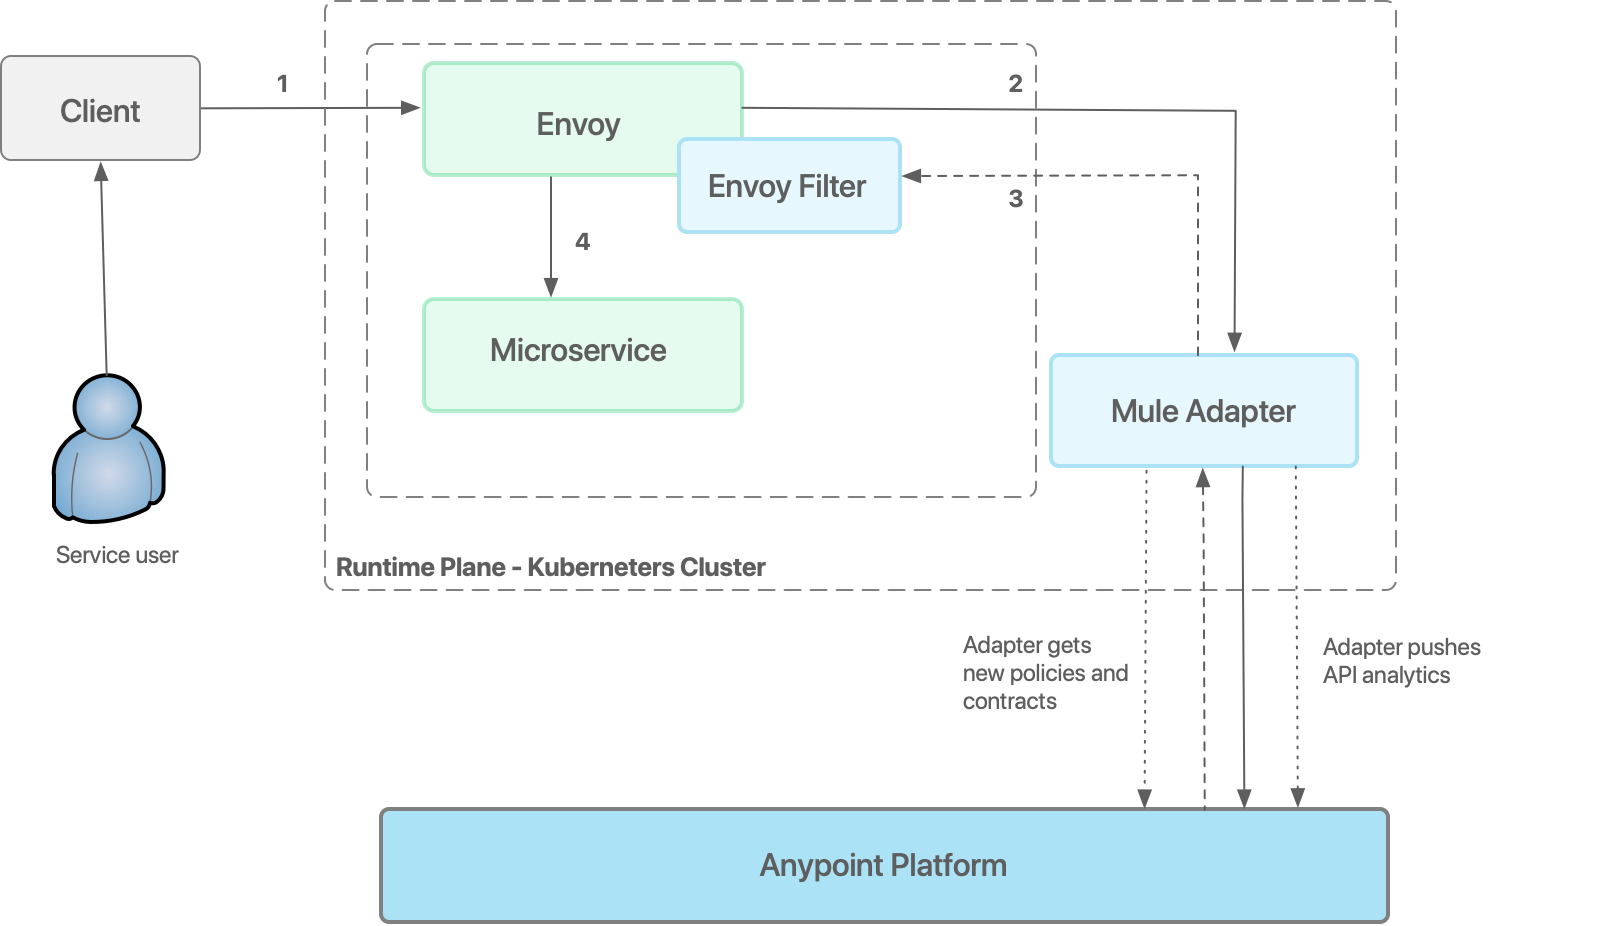 1
2
Client
Envoy
Envoy Filter
3
4
Microservice
Mule Adapter
Service user
Runtime Plane - Kuberneters Cluster
Adapter gets
new policies and
contracts
Adapter pushes
API analytics
Anypoint Platform